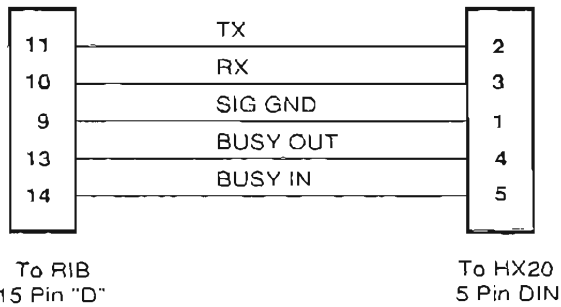 11 TX 2
10 RX 3
9 SIG GND 1
13 BUSY OUT 4
14 BUSY IN 5
To RIB To HX20
15 Pin "D" 5 Pin DIN